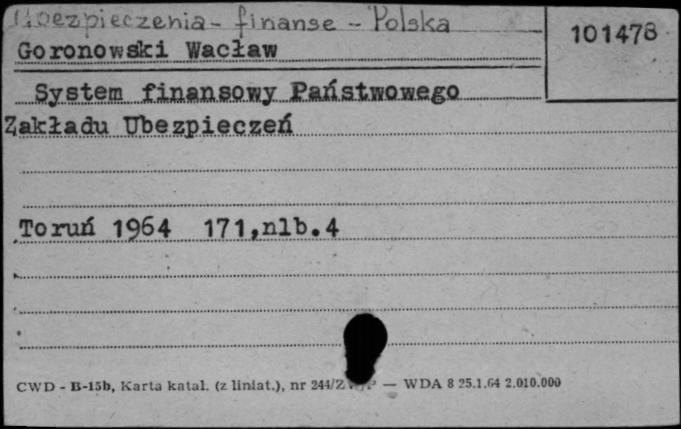 Ubezpieczenia - finanse - Polska
101478
Goronowski Wacław
System finansowy Państwowego
Zakładu Ubezpieczeń
Toruń 1964 171,nlb.4
CWD - B-15b, Karta katal. (z liniat.), nr 244/Z — WDA 8 25.1.64 2.010.000